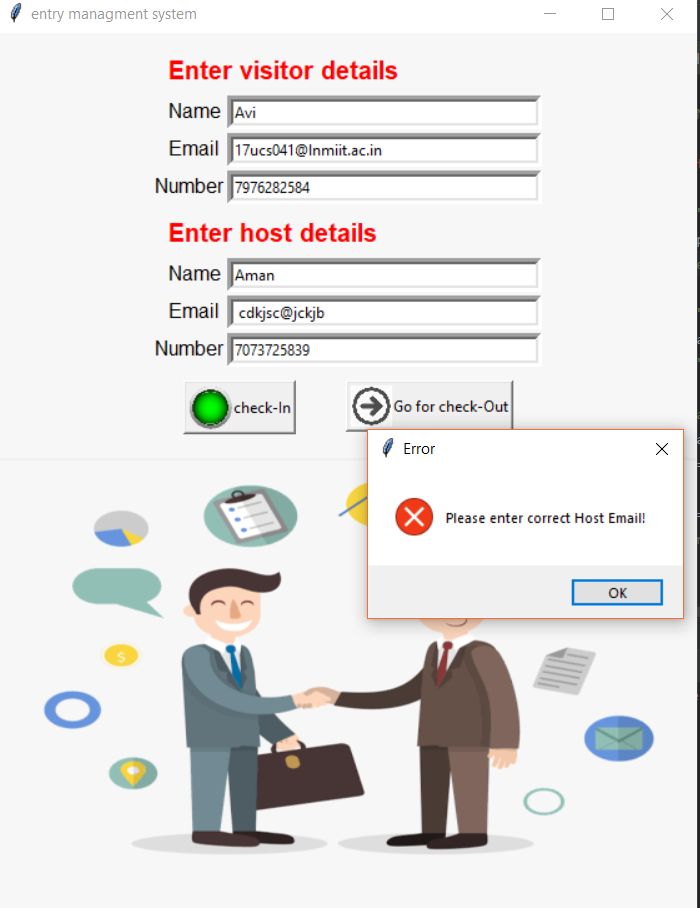 entry managment system
Enter visitor details
Name Avi
Email 17ucs041@lnmiit.ac.in
Number 7976282584
Enter host details
Name Aman
Email cdkjsc@jckjb
Number 7073725839
check-In Go for check-Out
Error
Please enter correct Host Email!
OK
$